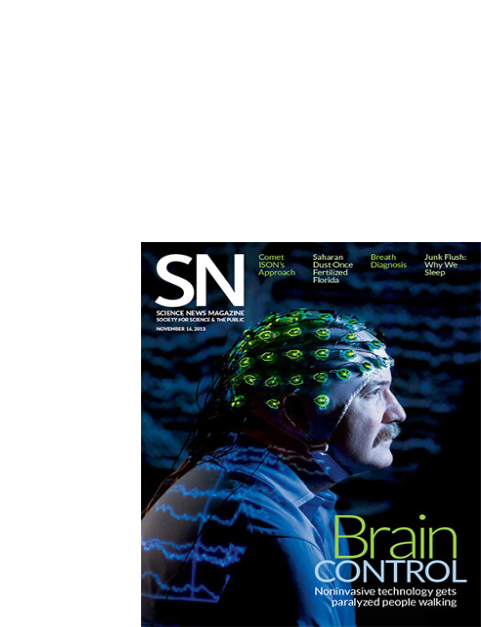 SN
SCIENCE NEWS MAGAZINE
SOCIETY FOR SCIENCE & THE PUBLIC
NOVEMBER 16, 2013
Comet
ISON's
Approach
Saharan
Dust Once
Fertilized
Florida
Breath
Diagnosis
Junk Flush:
Why We
Sleep
Brain
CONTROL
Noninvasive technology gets
paralyzed people walking